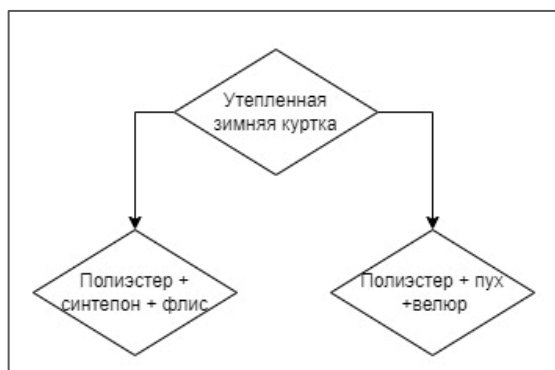 Утепленная
зимняя куртка
Полиэстер +
синтепон + флис
Полиэстер + пух
+велюр